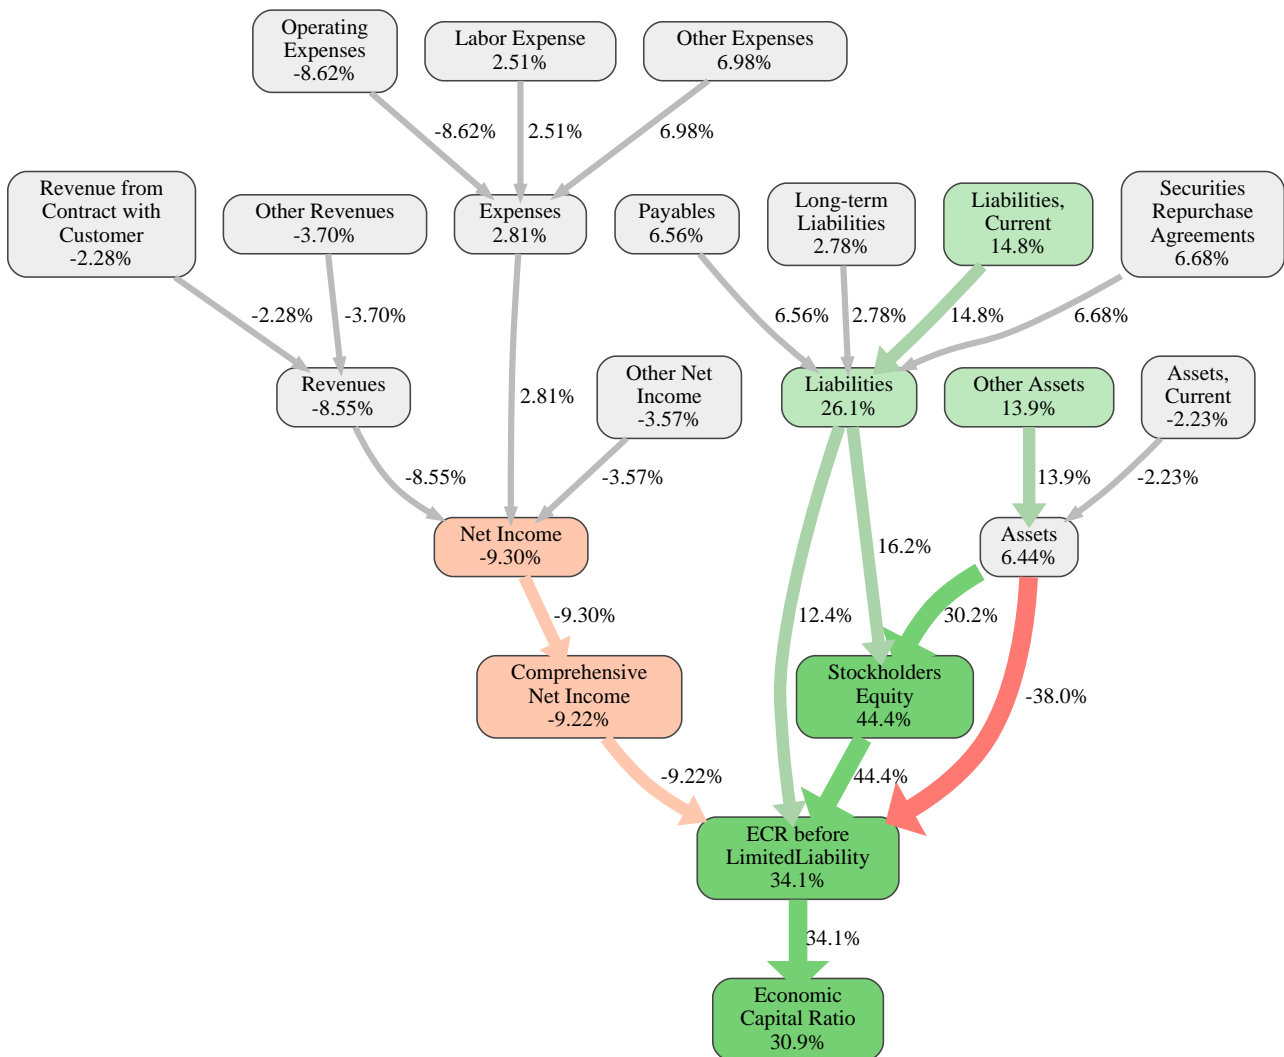 Operating
Expenses
-8.62%
Labor Expense
2.51%
Other Expenses
6.98%
-8.62%
2.51%
6.98%
Revenue from
Contract with
Customer
-2.28%
Other Revenues
-3.70%
Expenses
2.81%
Payables
6.56%
Long-term
Liabilities
2.78%
Liabilities,
Current
14.8%
Securities
Repurchase
Agreements
6.68%
-2.28%
-3.70%
6.56%
2.78%
14.8%
6.68%
Revenues
-8.55%
2.81%
Other Net
Income
-3.57%
Liabilities
26.1%
Other Assets
13.9%
Assets,
Current
-2.23%
-8.55%
-3.57%
13.9%
-2.23%
Net Income
-9.30%
16.2%
Assets
6.44%
-9.30%
12.4%
30.2%
Comprehensive
Net Income
-9.22%
Stockholders
Equity
44.4%
-38.0%
-9.22%
44.4%
ECR before
LimitedLiability
34.1%
34.1%
Economic
Capital Ratio
30.9%